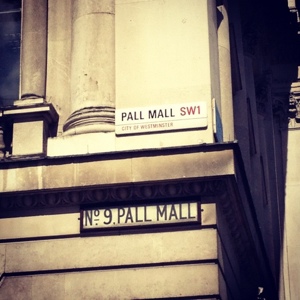 PALL MALL SW1
CITY OF WESTMINSTER
No 9. PALL MALL